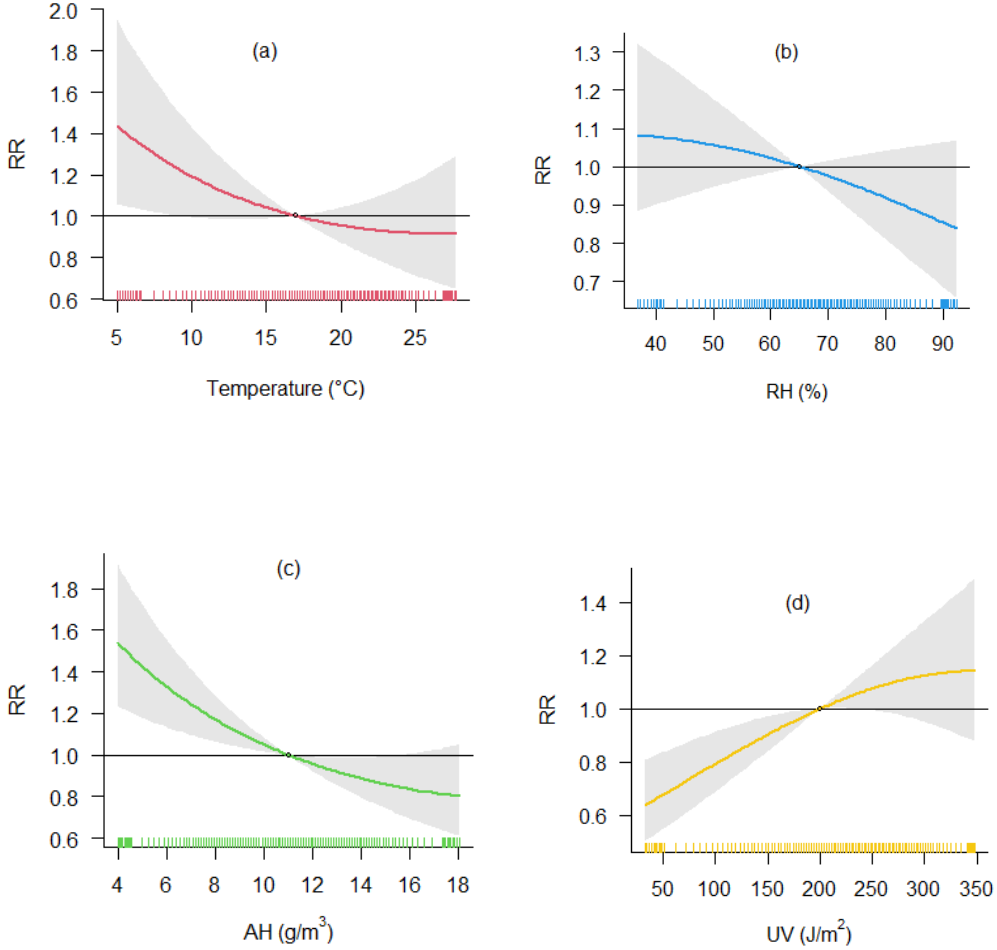 (a)
RR
2.0
1.8
1.6
1.4
1.2
1.0
0.8
0.6
5 10 15 20 25
Temperature (°C)
(b)
RR
1.3
1.2
1.1
1.0
0.9
0.8
0.7
40 50 60 70 80 90
RH (%)
(c)
RR
1.8
1.6
1.4
1.2
1.0
0.8
0.6
4 6 8 10 12 14 16 18
AH (g/m³)
(d)
RR
1.4
1.2
1.0
0.8
0.6
50 100 150 200 250 300 350
UV (J/m²)